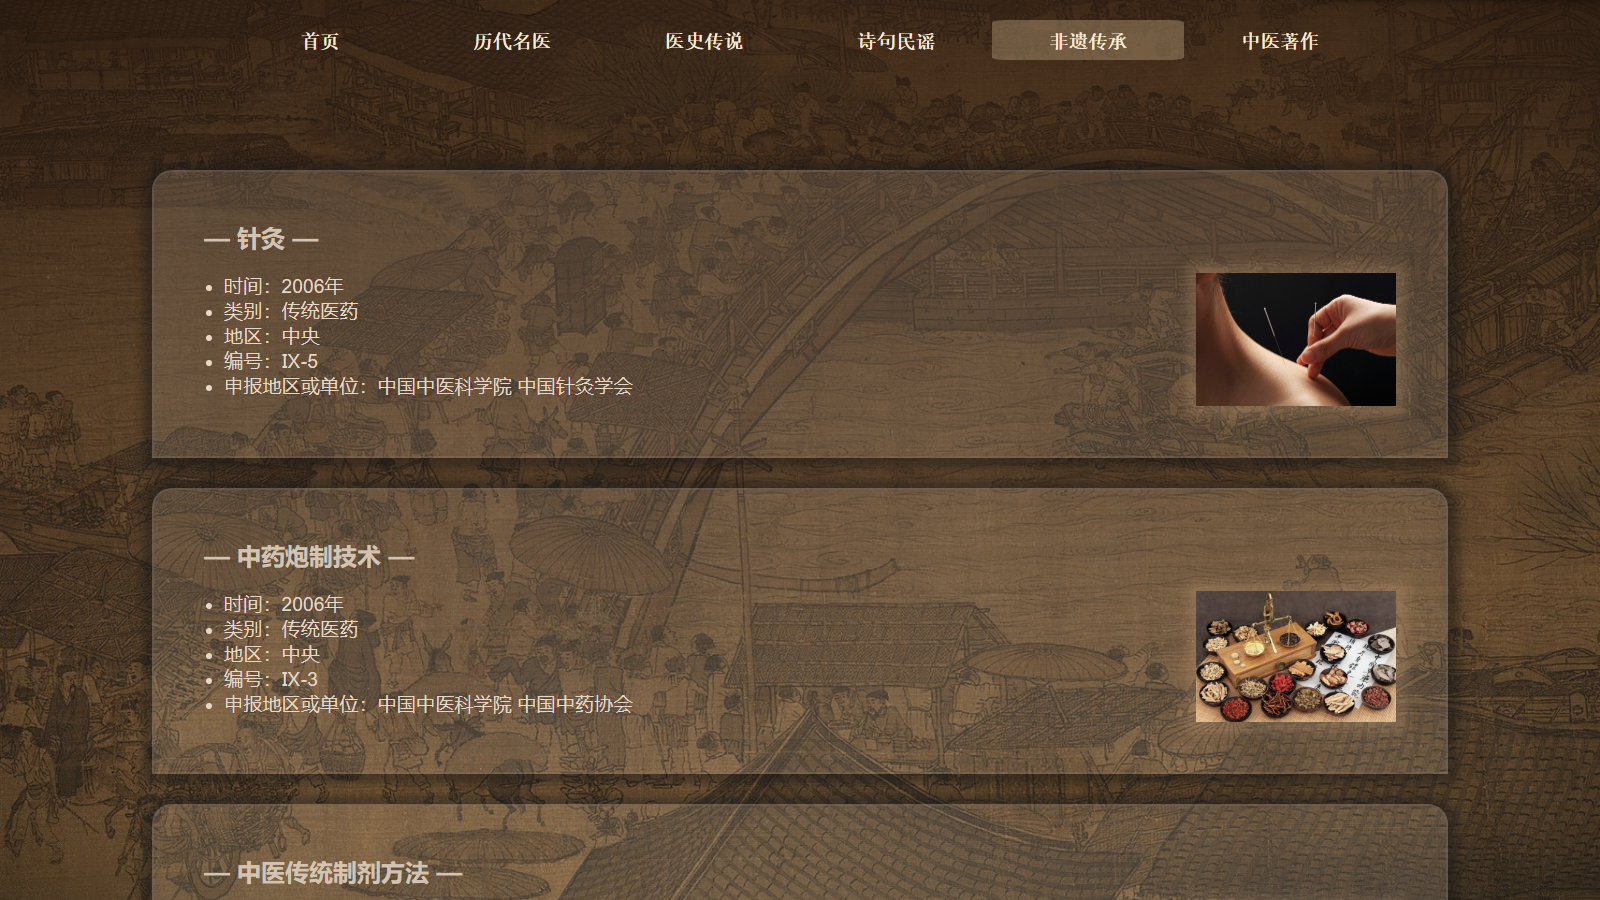 首页 历代名医 医史传说 诗句民谣 非遗传承 中医著作
— 针灸 —
时间：2006年
类别：传统医药
地区：中央
编号：IX-5
申报地区或单位：中国中医科学院 中国针灸学会
— 中药炮制技术 —
时间：2006年
类别：传统医药
地区：中央
编号：IX-3
申报地区或单位：中国中医科学院 中国中药协会
— 中医传统制剂方法 —